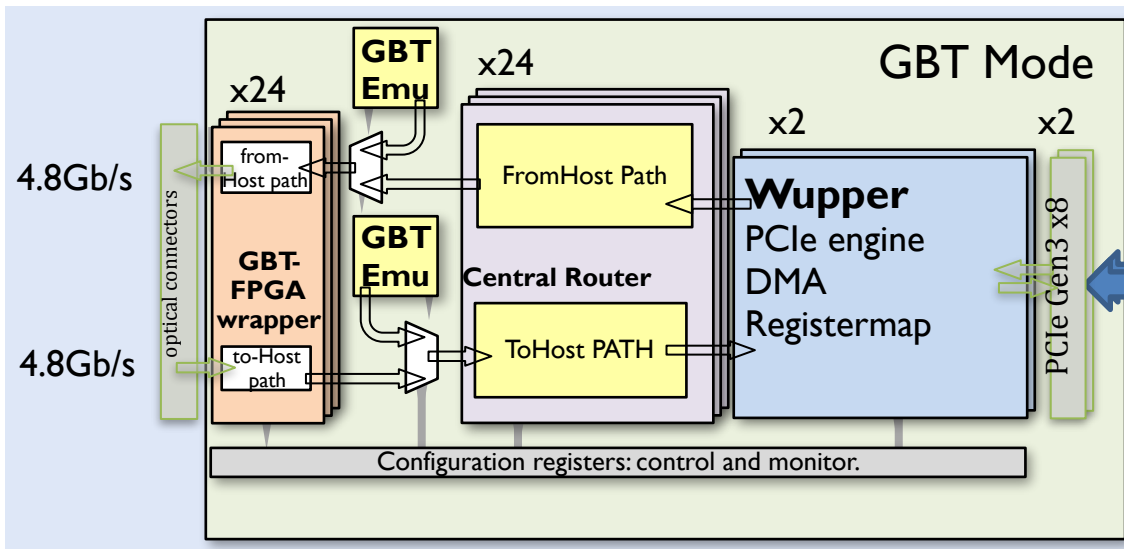 GBT Mode
GBT
Emu
x24
x24
x2
x2
4.8Gb/s
optical connectors
from-
Host path
FromHost Path
Wupper
PCIe engine
DMA
Registermap
PCIe Gen3 x8
GBT
Emu
GBT-
FPGA
wrapper
Central Router
4.8Gb/s
to-Host
path
ToHost PATH
Configuration registers: control and monitor.